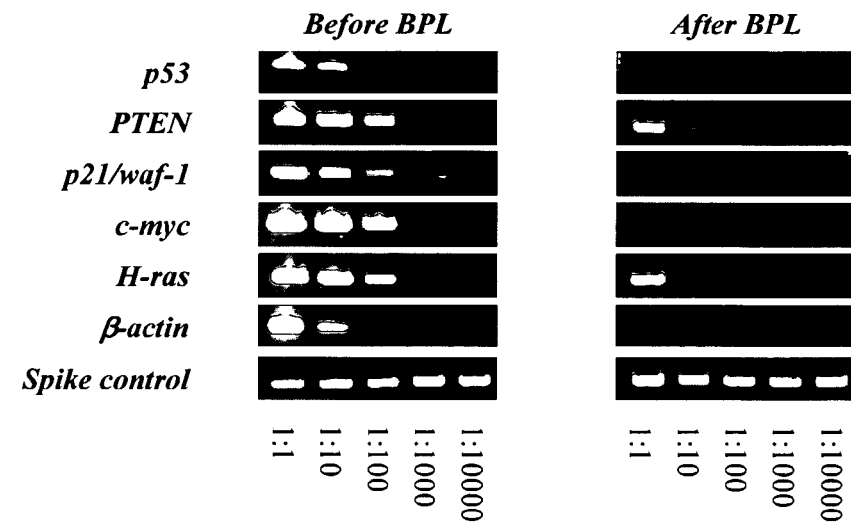 Before BPL
After BPL
p53
PTEN
p21/waf-1
c-myc
H-ras
β-actin
Spike control
1:1
1:10
1:100
1:1000
1:10000
1:1
1:10
1:100
1:1000
1:10000